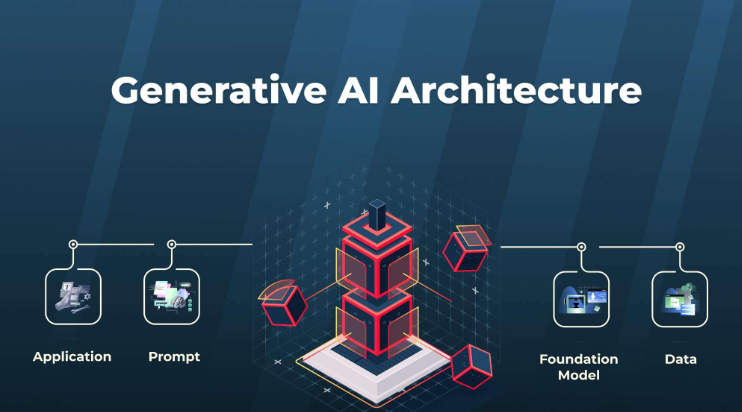 Generative AI Architecture
Application
Prompt
Foundation
Model
Data